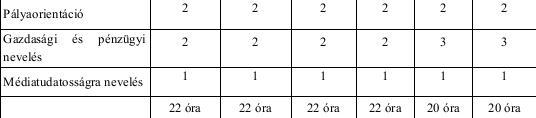 Pályaorientáció 2 2 2 2 2 2
Gazdasági és pénzügyi nevelés 2 2 2 2 3 3
Médiatudatosságra nevelés 1 1 1 1 1 1
22 óra 22 óra 22 óra 22 óra 20 óra 20 óra